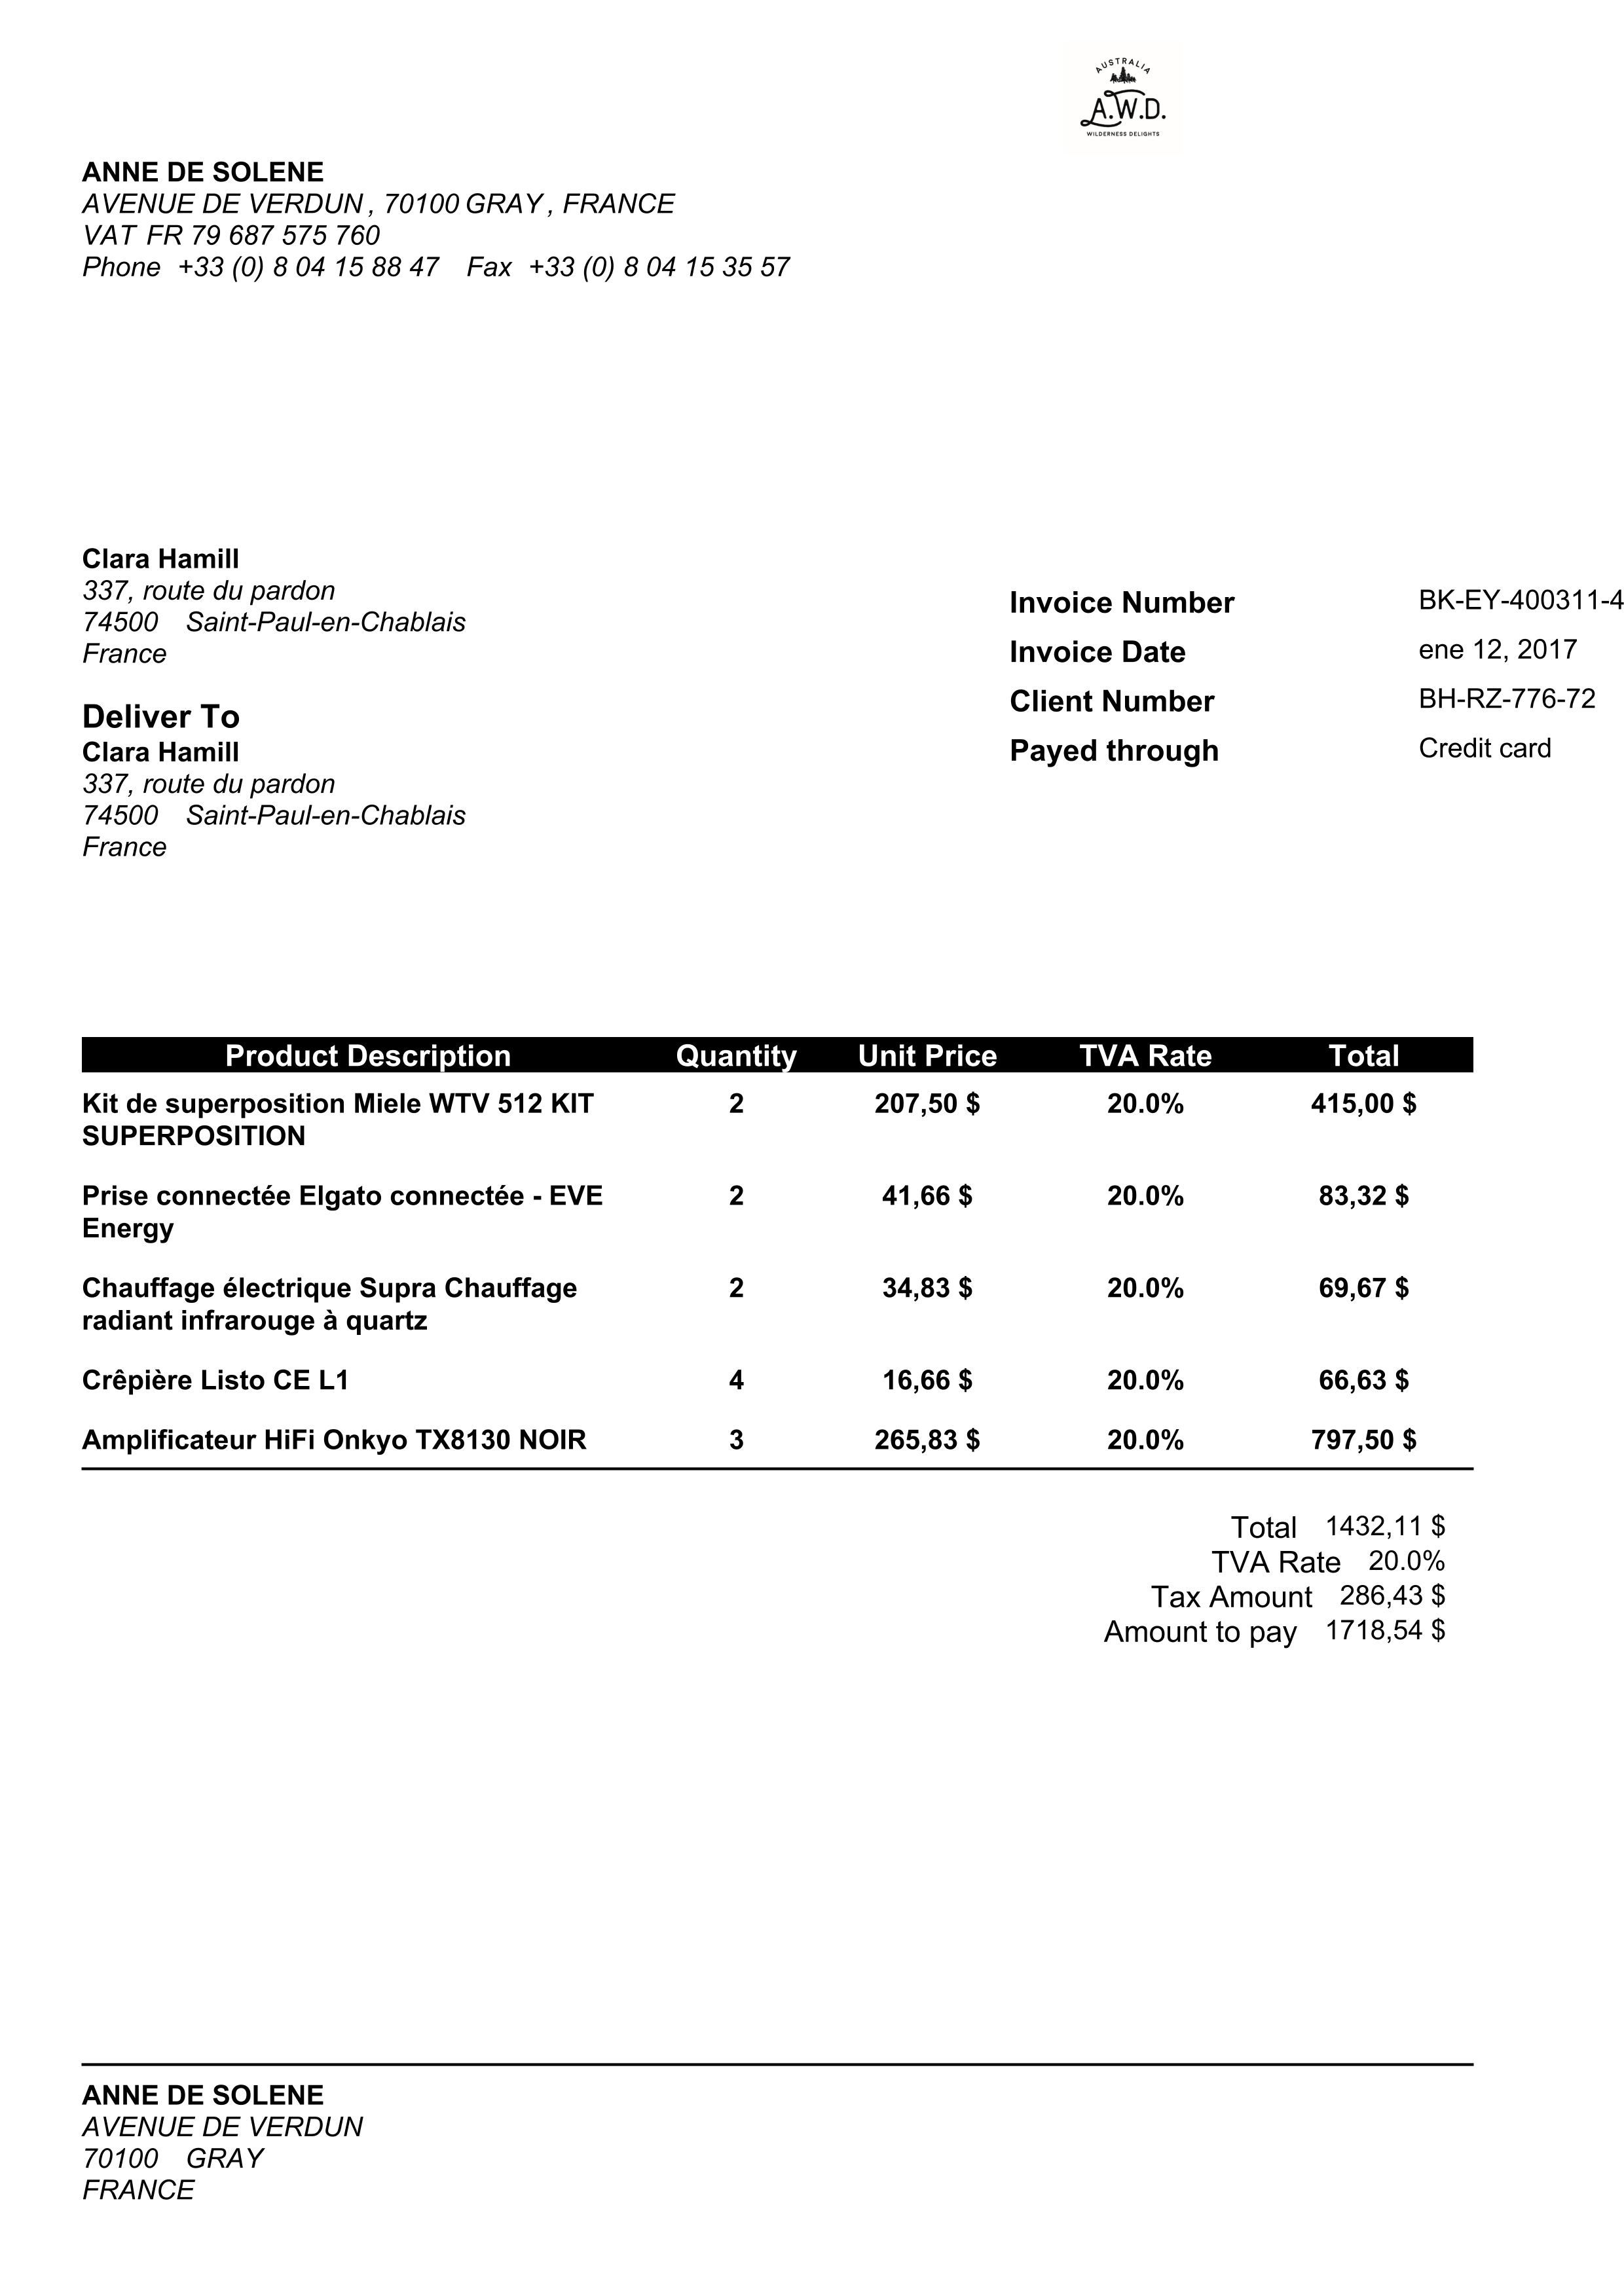 AUSTRALIA
A.W.D.
WILDERNESS DELIGHTS
ANNE DE SOLENE
AVENUE DE VERDUN , 70100 GRAY , FRANCE
VAT FR 79 687 575 760
Phone +33 (0) 8 04 15 88 47 Fax +33 (0) 8 04 15 35 57
Clara Hamill
337, route du pardon
74500 Saint-Paul-en-Chablais
France
Deliver To
Clara Hamill
337, route du pardon
74500 Saint-Paul-en-Chablais
France
Invoice Number BK-EY-400311-4
Invoice Date ene 12, 2017
Client Number BH-RZ-776-72
Payed through Credit card
Product Description Quantity Unit Price TVA Rate Total
Kit de superposition Miele WTV 512 KIT 2 207,50 $ 20.0% 415,00 $
SUPERPOSITION
Prise connectée Elgato connectée - EVE 2 41,66 $ 20.0% 83,32 $
Energy
Chauffage électrique Supra Chauffage 2 34,83 $ 20.0% 69,67 $
radiant infrarouge à quartz
Crêpière Listo CE L1 4 16,66 $ 20.0% 66,63 $
Amplificateur HiFi Onkyo TX8130 NOIR 3 265,83 $ 20.0% 797,50 $
Total 1432,11 $
TVA Rate 20.0%
Tax Amount 286,43 $
Amount to pay 1718,54 $
ANNE DE SOLENE
AVENUE DE VERDUN
70100 GRAY
FRANCE